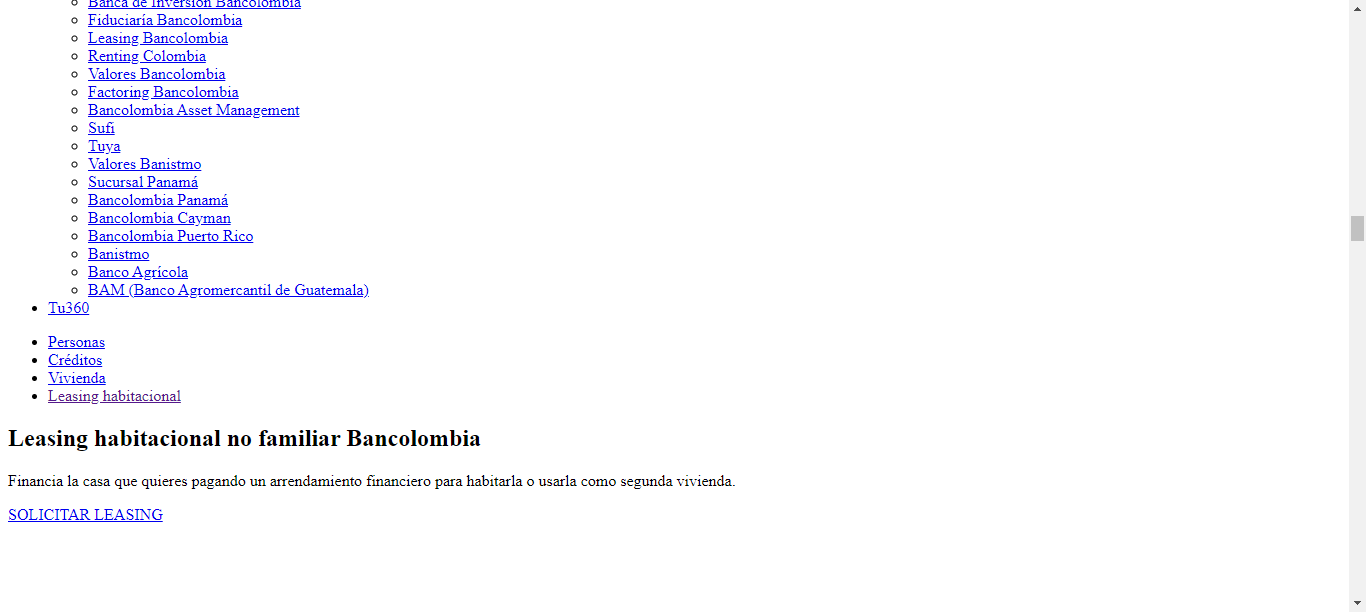 Banca de Inversión Bancolombia
Fiduciaría Bancolombia
Leasing Bancolombia
Renting Colombia
Valores Bancolombia
Factoring Bancolombia
Bancolombia Asset Management
Sufi
Tuya
Valores Banistmo
Sucursal Panamá
Bancolombia Panamá
Bancolombia Cayman
Bancolombia Puerto Rico
Banistmo
Banco Agrícola
BAM (Banco Agromercantil de Guatemala)
Tu360
Personas
Créditos
Vivienda
Leasing habitacional
Leasing habitacional no familiar Bancolombia
Financia la casa que quieres pagando un arrendamiento financiero para habitarla o usarla como segunda vivienda.
SOLICITAR LEASING